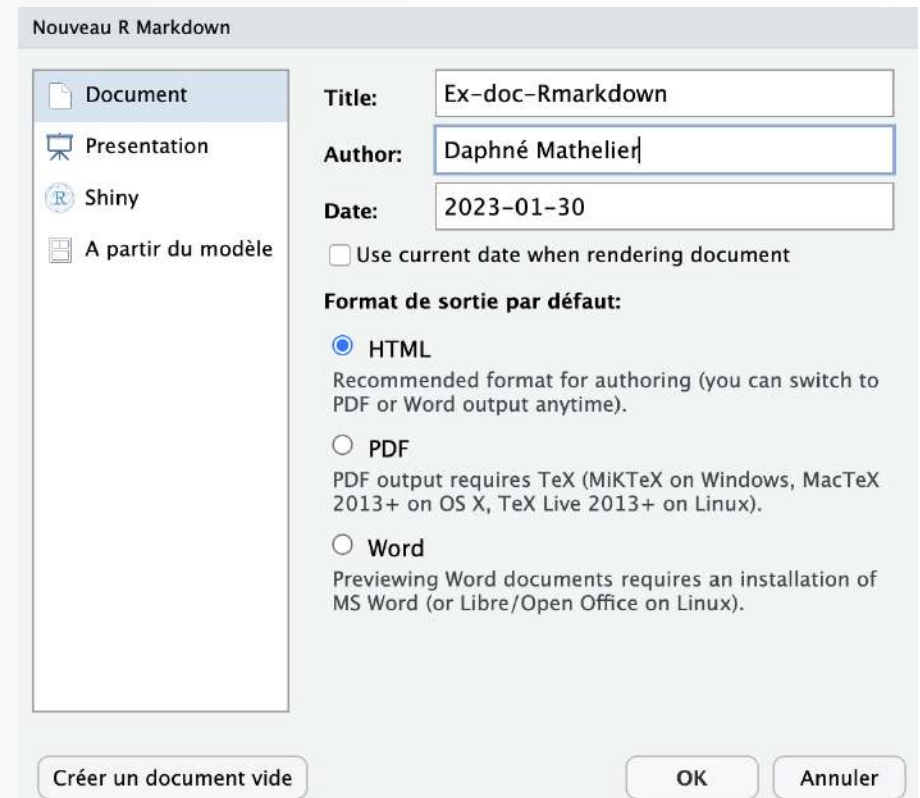 Nouveau R Markdown
Document
Presentation
Shiny
A partir du modèle
Title:
Ex-doc-Rmarkdown
Author:
Daphné Mathelier
Date:
2023-01-30
Use current date when rendering document
Format de sortie par défaut:
HTML
Recommended format for authoring (you can switch to
PDF or Word output anytime).
PDF
PDF output requires TeX (MiKTeX on Windows, MacTeX
2013+ on OS X, TeX Live 2013+ on Linux).
Word
Previewing Word documents requires an installation of
MS Word (or Libre/Open Office on Linux).
Créer un document vide
OK
Annuler